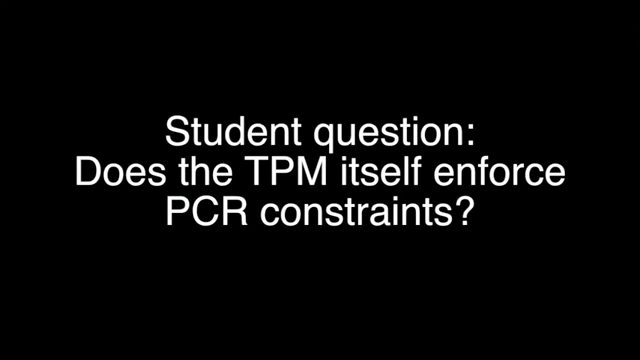 Student question:
Does the TPM itself enforce
PCR constraints?